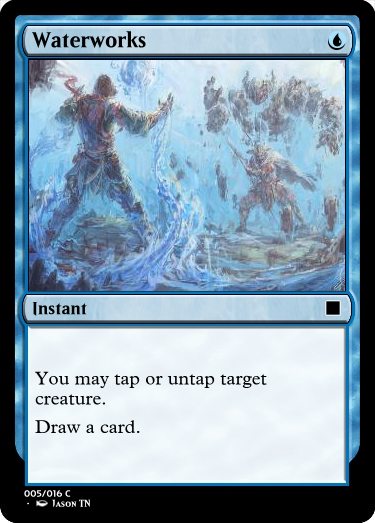 Waterworks
Instant
You may tap or untap target
creature.
Draw a card.
005/016 C
· Jason TN